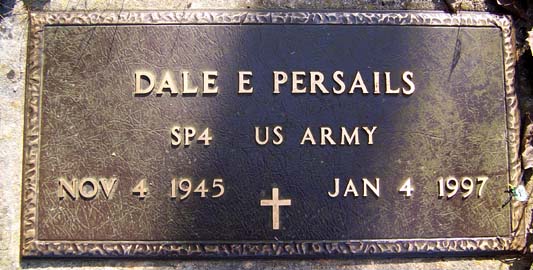 DALE E PERSAILS
SP4 US ARMY
NOV 4 1945 JAN 4 1997